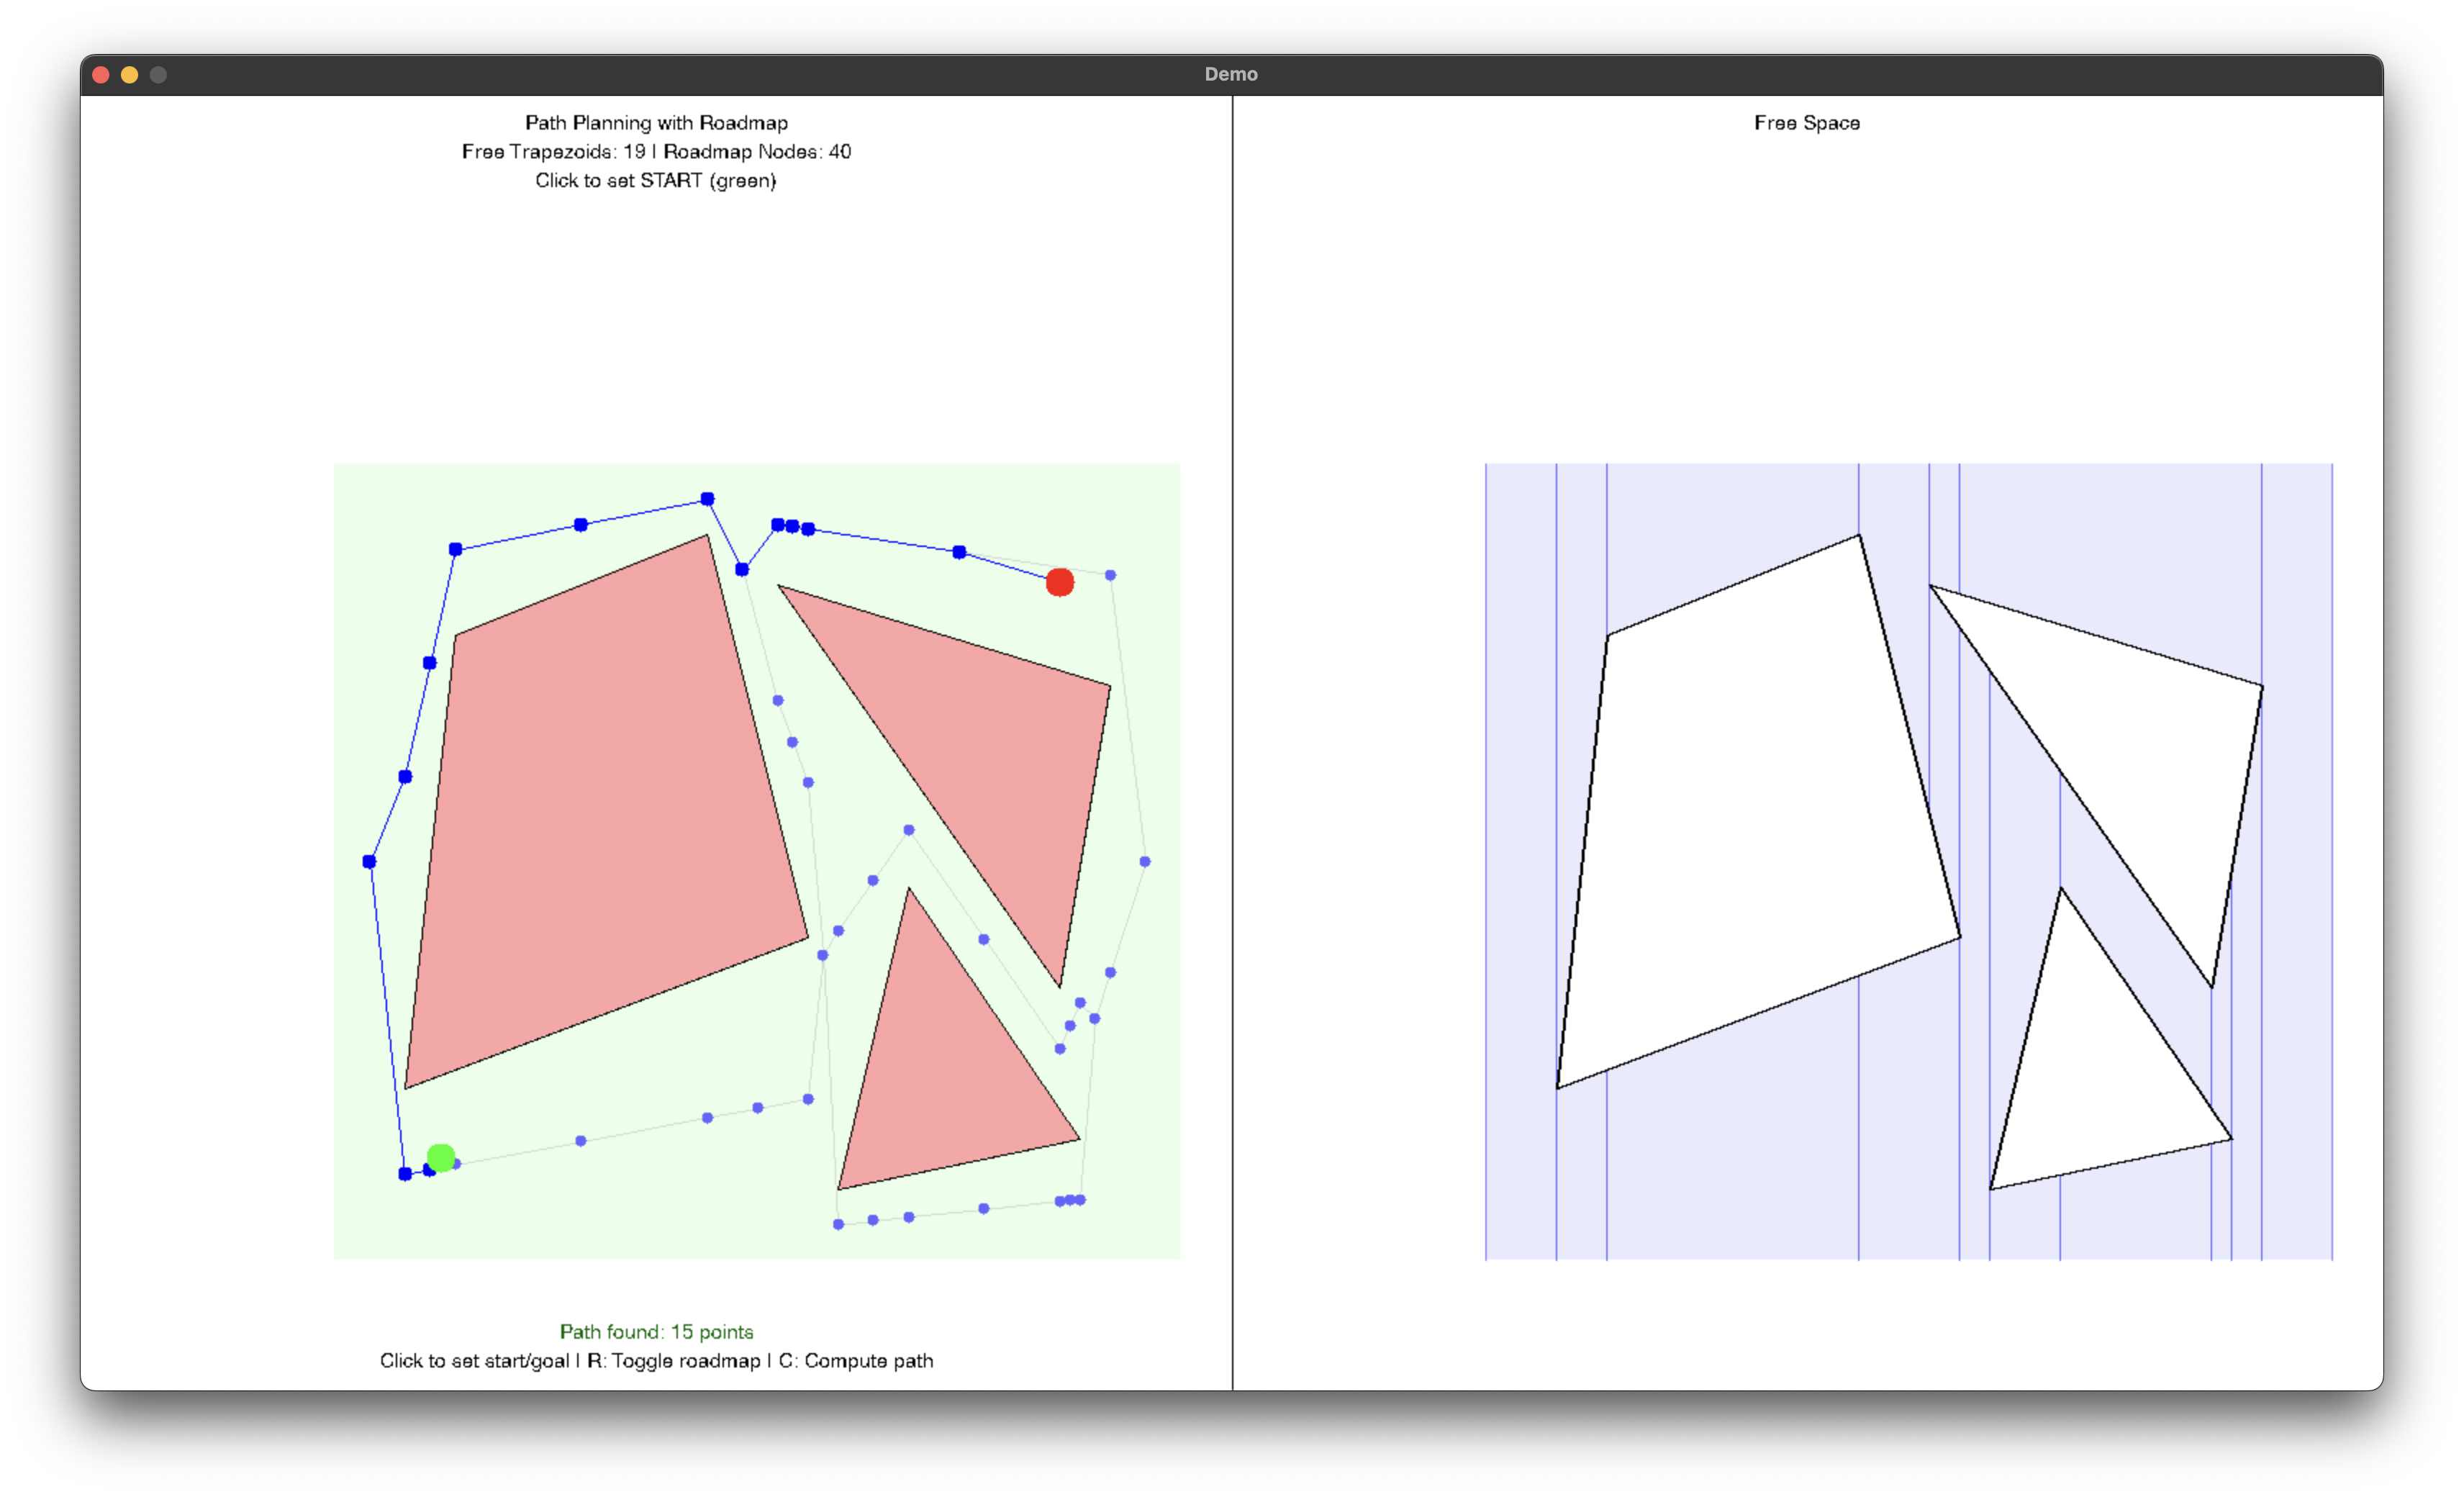 Demo
Path Planning with Roadmap
Free Trapezoids: 19 | Roadmap Nodes: 40
Click to set START (green)
Free Space
Path found: 15 points
Click to set start/goal | R: Toggle roadmap | C: Compute path